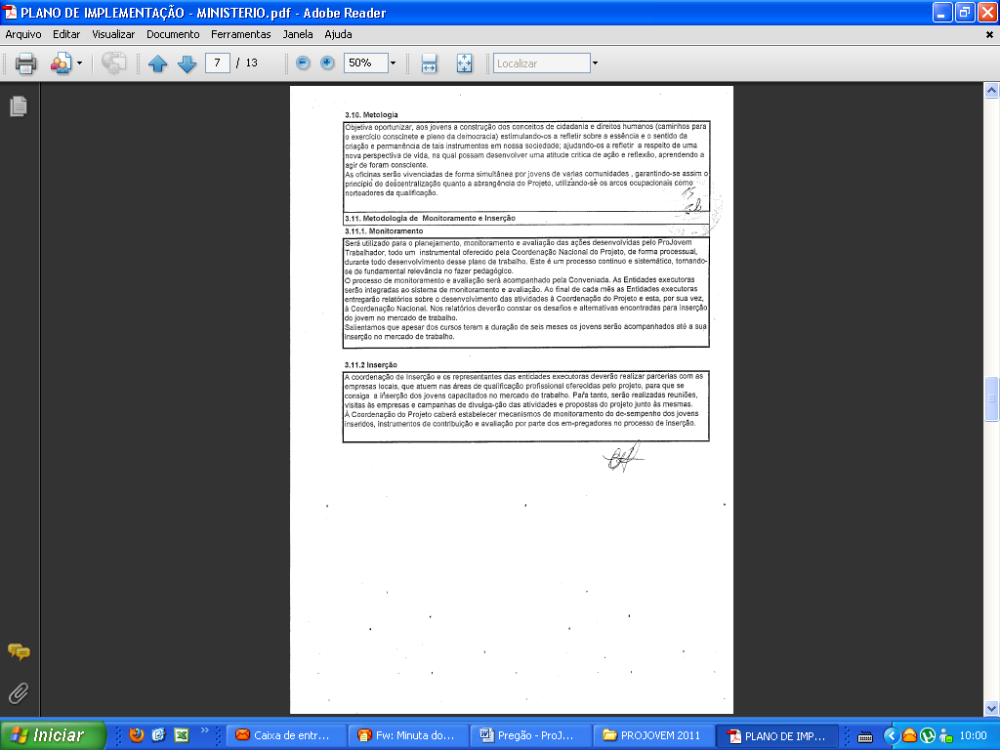 PLANO DE IMPLEMENTAÇÃO - MINISTERIO.pdf - Adobe Reader
Arquivo Editar Visualizar Documento Ferramentas Janela Ajuda
7 / 13 50% Localizar
3.10. Metologia
Objetiva oportunizar, aos jovens a construção dos conceitos de cidadania e direitos humanos (caminhos para
o exercício conscinete e pleno da democracia) estimulando-os a refletir sobre a essência e o sentido da
criação e permanência de tais instrumentos em nossa sociedade; ajudando-os a refletir a respeito de uma
nova perspectiva de vida, na qual possam desenvolver uma atitude critica de ação e reflexão, aprendendo a
agir de foram consciente.
As oficinas serão vivenciadas de forma simultânea por jovens de varias comunidades , garantindo-se assim o
princípio de descentralização quanto a abrangência do Projeto, utilizando-se os arcos ocupacionais como
norteadores da qualificação.
3.11. Metodologia de Monitoramento e Inserção
3.11.1. Monitoramento
Será utilizado para o planejamento, monitoramento e avaliação das ações desenvolvidas pelo ProJovem
Trabalhador, todo um instrumental oferecido pela Coordenação Nacional do Projeto, de forma processual,
durante todo desenvolvimento desse plano de trabalho. Este é um processo continuo e sistemático, tornando-
se de fundamental relevância no fazer pedagógico.
O processo de monitoramento e avaliação será acompanhado pela Conveniada. As Entidades executoras
serão integradas ao sistema de monitoramento e avaliação. Ao final de cada mês as Entidades executoras
entregarão relatórios sobre o desenvolvimento das atividades à Coordenação do Projeto e esta, por sua vez,
à Coordenação Nacional. Nos relatórios deverão constar os desafios e alternativas encontradas para inserção
do jovem no mercado de trabalho.
Salientamos que apesar dos cursos terem a duração de seis meses os jovens serão acompanhados até a sua
inserção no mercado de trabalho.
3.11.2 Inserção
A coordenação de Inserção e os representantes das entidades executoras deverão realizar parcerias com as
empresas locais, que atuem nas áreas de qualificação profissional oferecidas pelo projeto, para que se
consiga a inserção dos jovens capacitados no mercado de trabalho. Para tanto, serão realizadas reuniões,
visitas às empresas e campanhas de divulga-ção das atividades e propostas do projeto junto às mesmas.
À Coordenação do Projeto caberá estabelecer mecanismos de monitoramento do de-sempenho dos jovens
inseridos, instrumentos de contribuição e avaliação por parte dos em-pregadores no processo de inserção.
Iniciar Caixa de entr... Fw: Minuta do... Pregão - ProJ... PROJOVEM 2011 PLANO DE IMP... 10:00